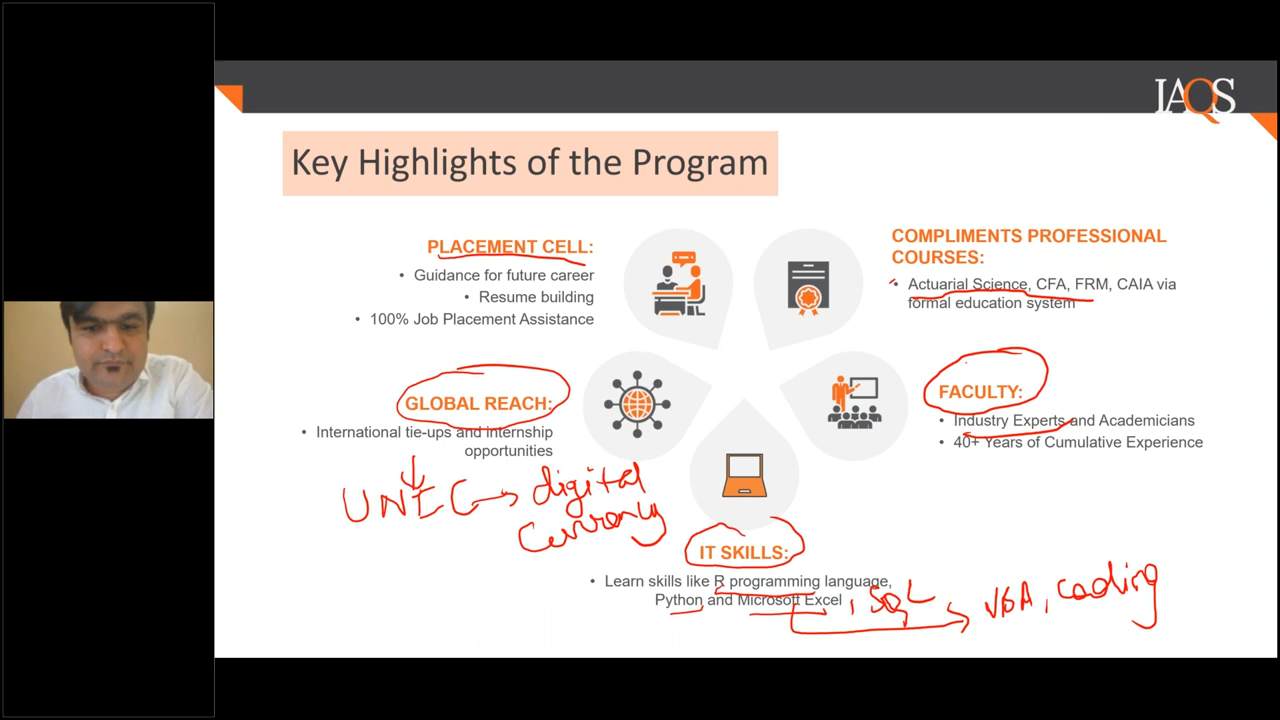 IAQS
Key Highlights of the Program
PLACEMENT CELL:
• Guidance for future career
• Resume building
• 100% Job Placement Assistance
COMPLIMENTS PROFESSIONAL
COURSES:
• Actuarial Science, CFA, FRM, CAIA via
formal education system
GLOBAL REACH:
• International tie-ups and internship
opportunities
UNEC → digital
currency
FACULTY:
• Industry Experts and Academicians
• 40+ Years of Cumulative Experience
IT SKILLS:
• Learn skills like R programming language,
Python and Microsoft Excel, SQL
VBA, coding